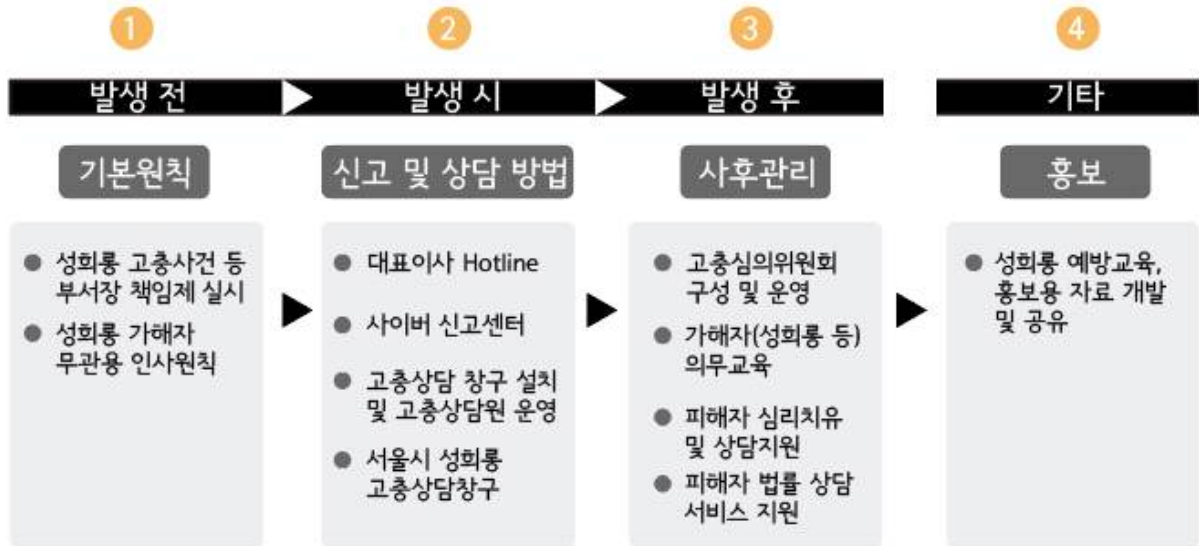 1
2
3
4
발생 전
발생 시
발생 후
기타
기본원칙
신고 및 상담 방법
사후관리
홍보
성희롱 고충사건 등
부서장 책임제 실시
성희롱 가해자
무관용 인사원칙
대표이사 Hotline
사이버 신고센터
고충상담 창구 설치
및 고충상담원 운영
서울시 성희롱
고충상담창구
고충심의위원회
구성 및 운영
가해자(성희롱 등)
의무교육
피해자 심리치유
및 상담지원
피해자 법률 상담
서비스 지원
성희롱 예방교육,
홍보용 자료 개발
및 공유